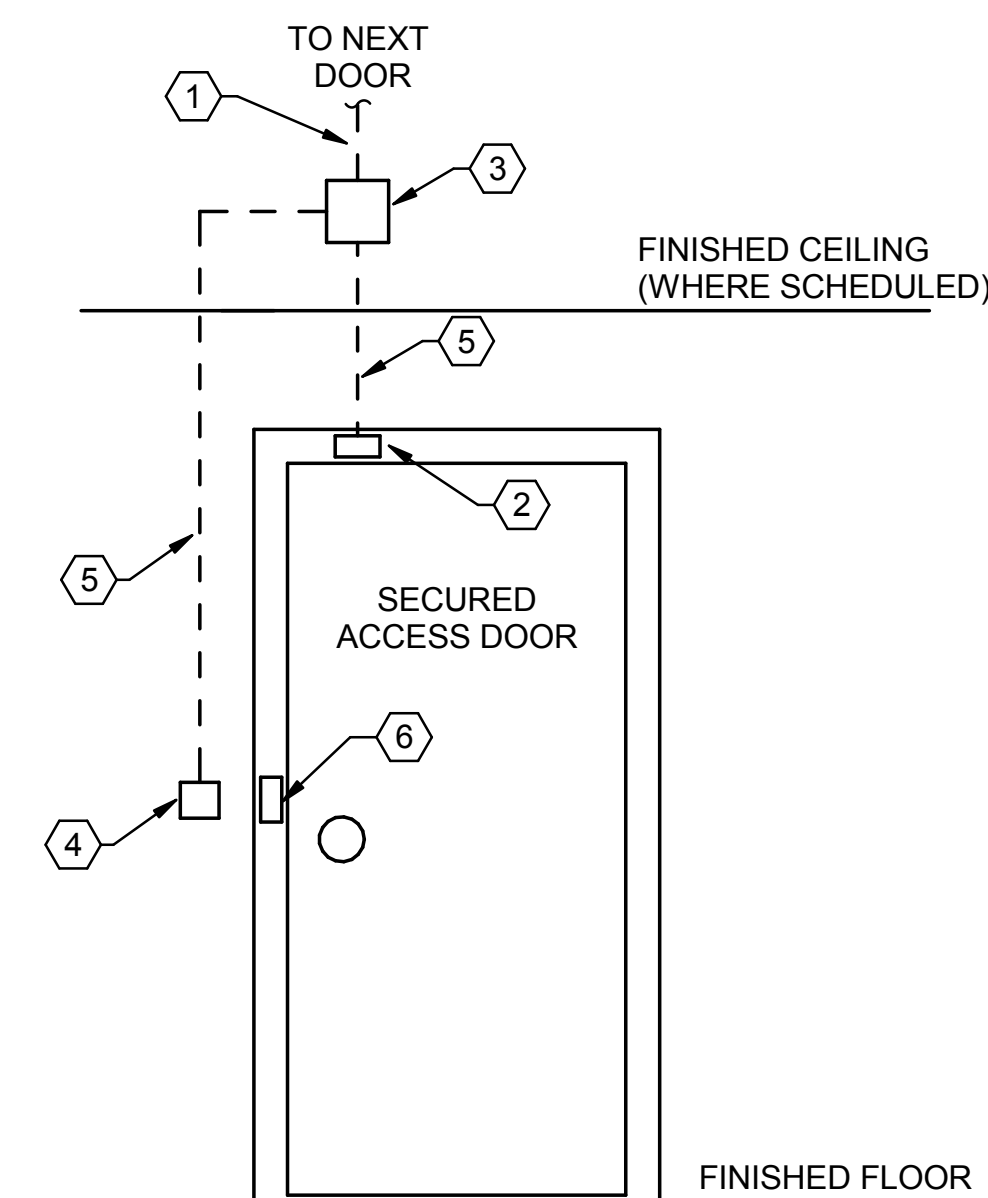 TO NEXT
DOOR
1
3
FINISHED CEILING
(WHERE SCHEDULED)
5
2
5
SECURED
ACCESS DOOR
6
4
FINISHED FLOOR